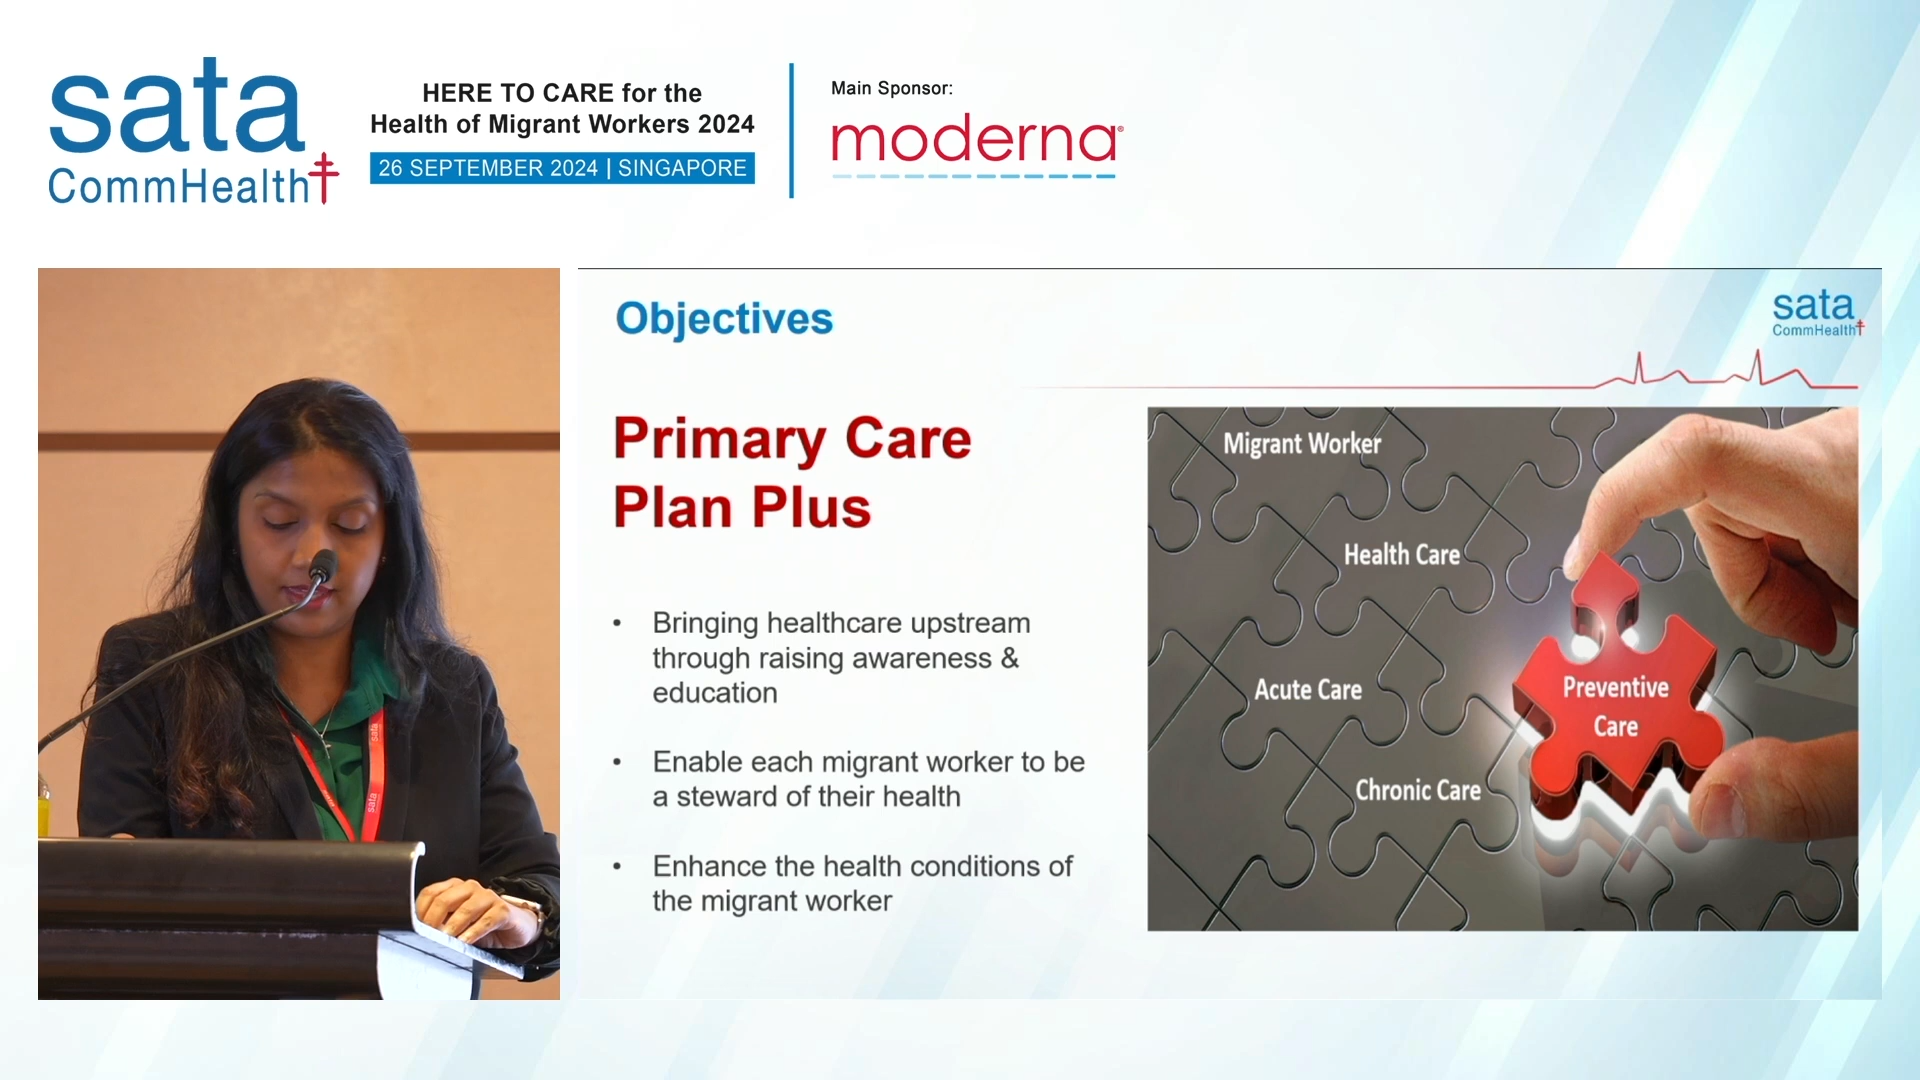 sata
CommHealth
HERE TO CARE for the
Health of Migrant Workers 2024
26 SEPTEMBER 2024 | SINGAPORE
Main Sponsor:
moderna®
Objectives
sata
CommHealth
Primary Care
Plan Plus
• Bringing healthcare upstream
through raising awareness &
education
• Enable each migrant worker to be
a steward of their health
• Enhance the health conditions of
the migrant worker
Migrant Worker
Health Care
Acute Care
Chronic Care
Preventive
Care
sata
sata